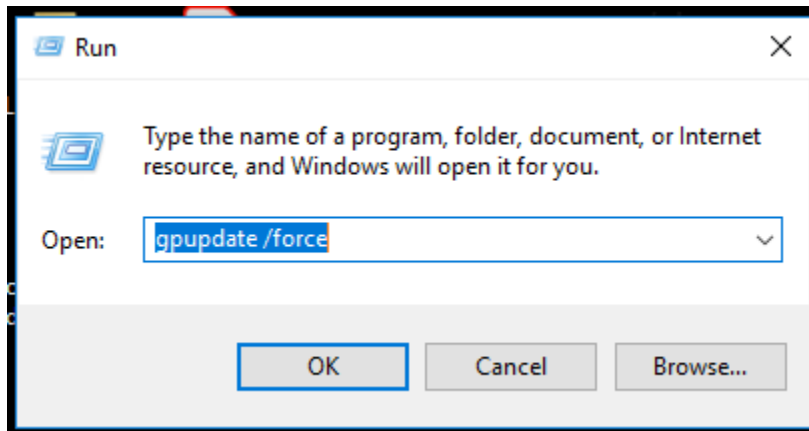 Run
Type the name of a program, folder, document, or Internet
resource, and Windows will open it for you.
Open:
gpupdate /force
OK
Cancel
Browse...